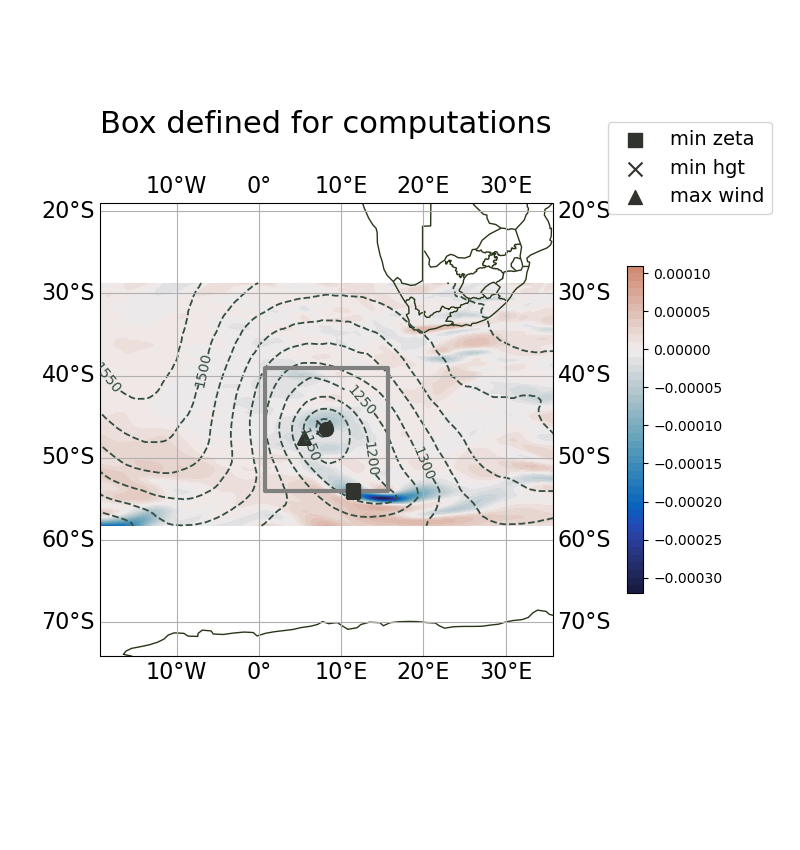 Box defined for computations
min zeta
min hgt
max wind
10°W 0° 10°E 20°E 30°E
20°S 20°S
30°S 30°S
40°S 40°S
50°S 50°S
60°S 60°S
70°S 70°S
1550
1500
1250
1150
1200
1300
10°W 0° 10°E 20°E 30°E
0.00010
0.00005
0.00000
−0.00005
−0.00010
−0.00015
−0.00020
−0.00025
−0.00030